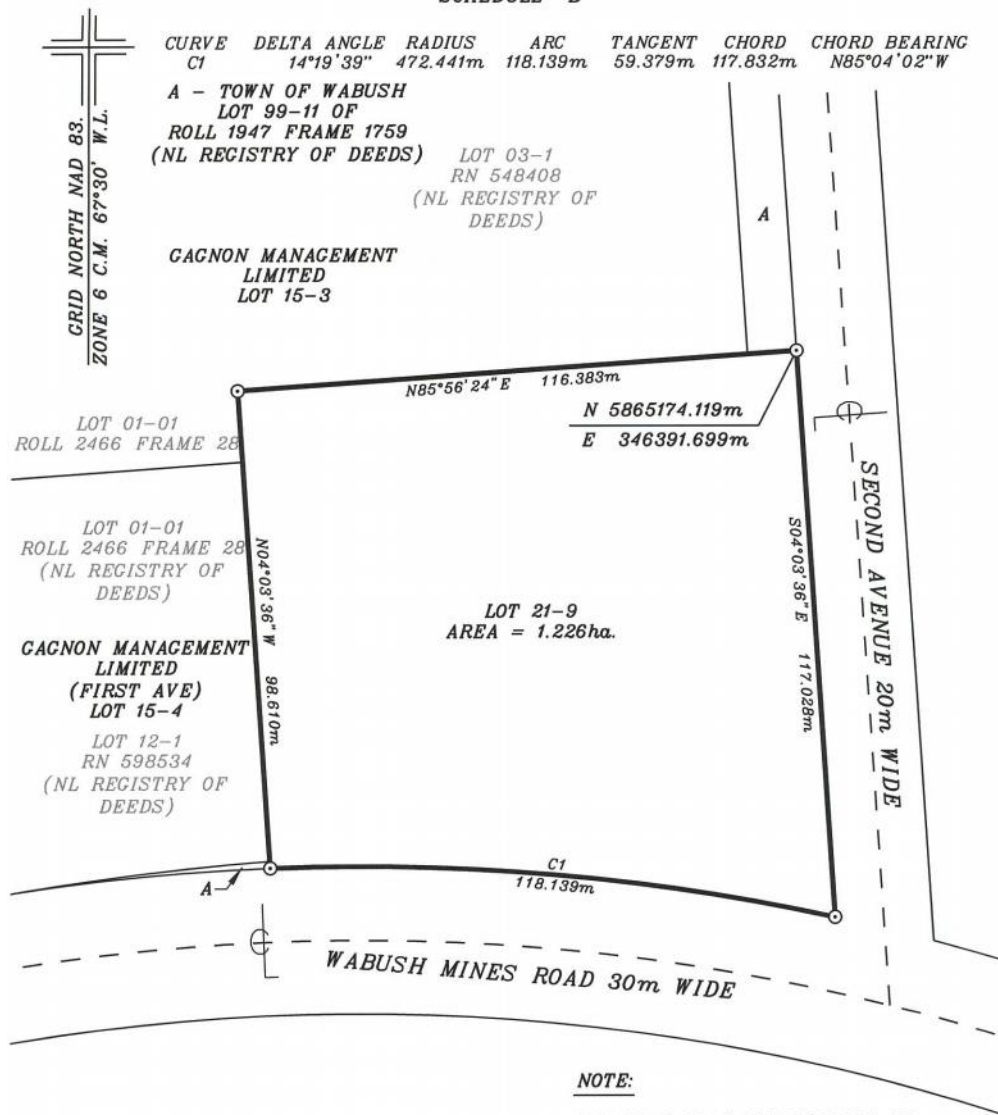 CURVE DELTA ANGLE RADIUS ARC TANGENT CHORD CHORD BEARING
C1 14°19'39" 472.441m 118.139m 59.379m 117.832m N85°04'02"W
GRID NORTH NAD 83.
ZONE 6 C.M. 67°30' W.L.
A - TOWN OF WABUSH
LOT 99-11 OF
ROLL 1947 FRAME 1759
(NL REGISTRY OF DEEDS)
LOT 03-1
RN 548408
(NL REGISTRY OF
DEEDS)
A
GAGNON MANAGEMENT
LIMITED
LOT 15-3
N85°56'24"E 116.383m
N 5865174.119m
E 346391.699m
LOT 01-01
ROLL 2466 FRAME 28
LOT 01-01
ROLL 2466 FRAME 28
(NL REGISTRY OF
DEEDS)
N04°03'36"W 98.610m
LOT 21-9
AREA = 1.226ha.
S04°03'36"E 117.028m
SECOND AVENUE 20m WIDE
GAGNON MANAGEMENT
LIMITED
(FIRST AVE)
LOT 15-4
LOT 12-1
RN 598534
(NL REGISTRY OF
DEEDS)
A
C1
118.139m
WABUSH MINES ROAD 30m WIDE
NOTE: